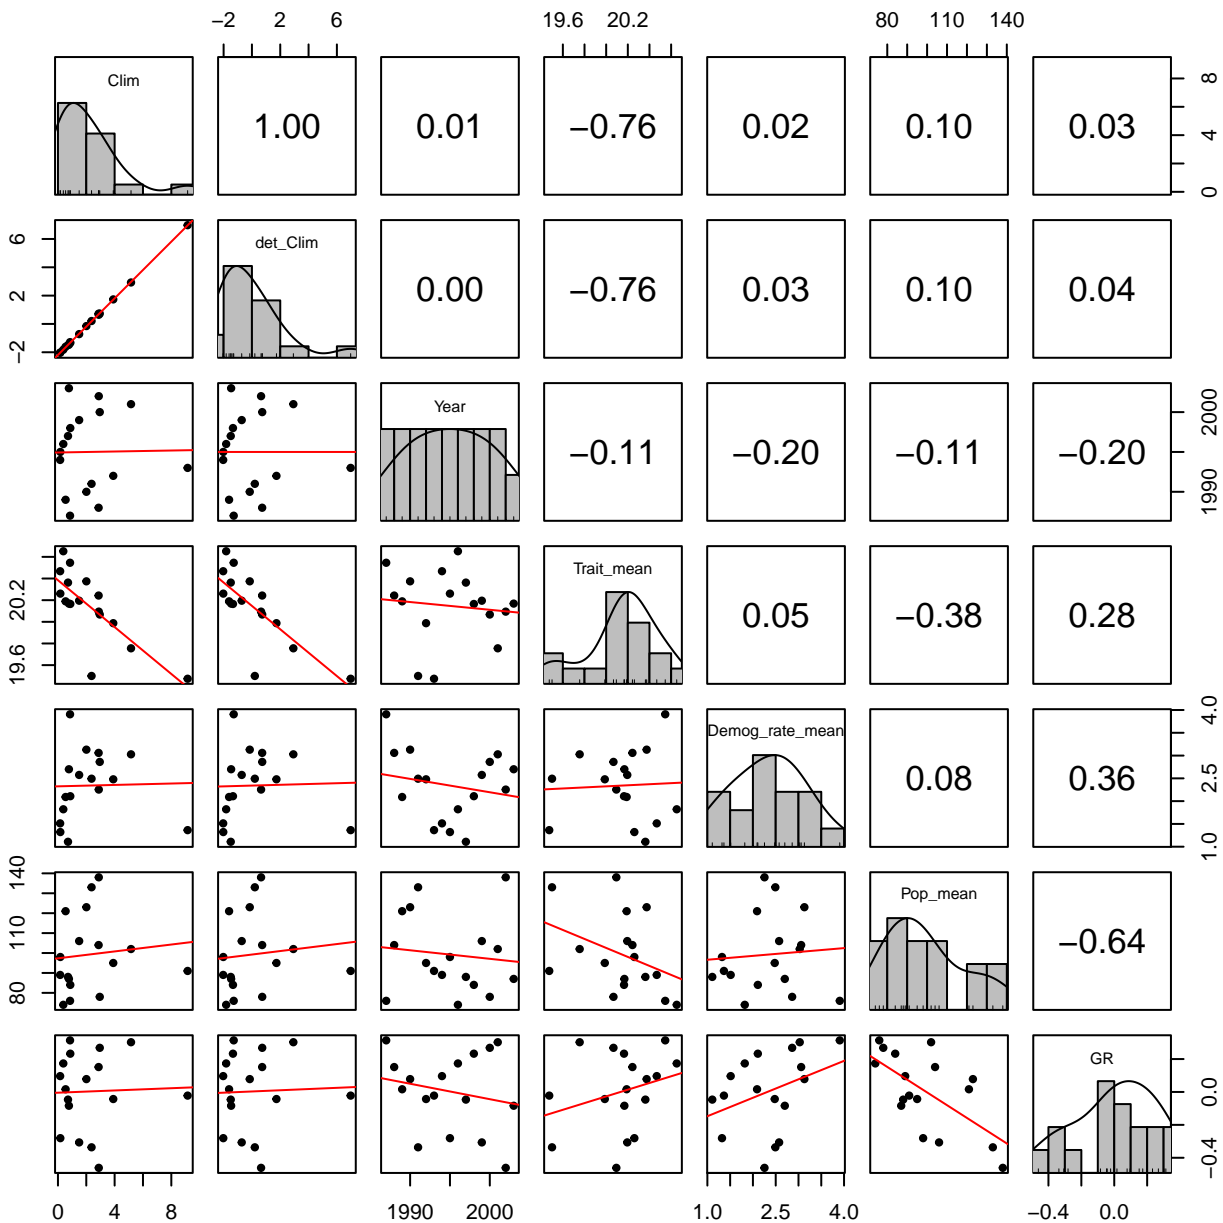 −2 2 6 19.6 20.2 80 110 140
Clim 1.00 0.01 −0.76 0.02 0.10 0.03 0 4 8
−2 2 6 det_Clim 0.00 −0.76 0.03 0.10 0.04
Year −0.11 −0.20 −0.11 −0.20 1990 2000
19.6 20.2 Trait_mean 0.05 −0.38 0.28
Demog_rate_mean 0.08 0.36 1.0 2.5 4.0
80 110 140 Pop_mean −0.64
GR −0.4 0.0
0 4 8 1990 2000 1.0 2.5 4.0 −0.4 0.0